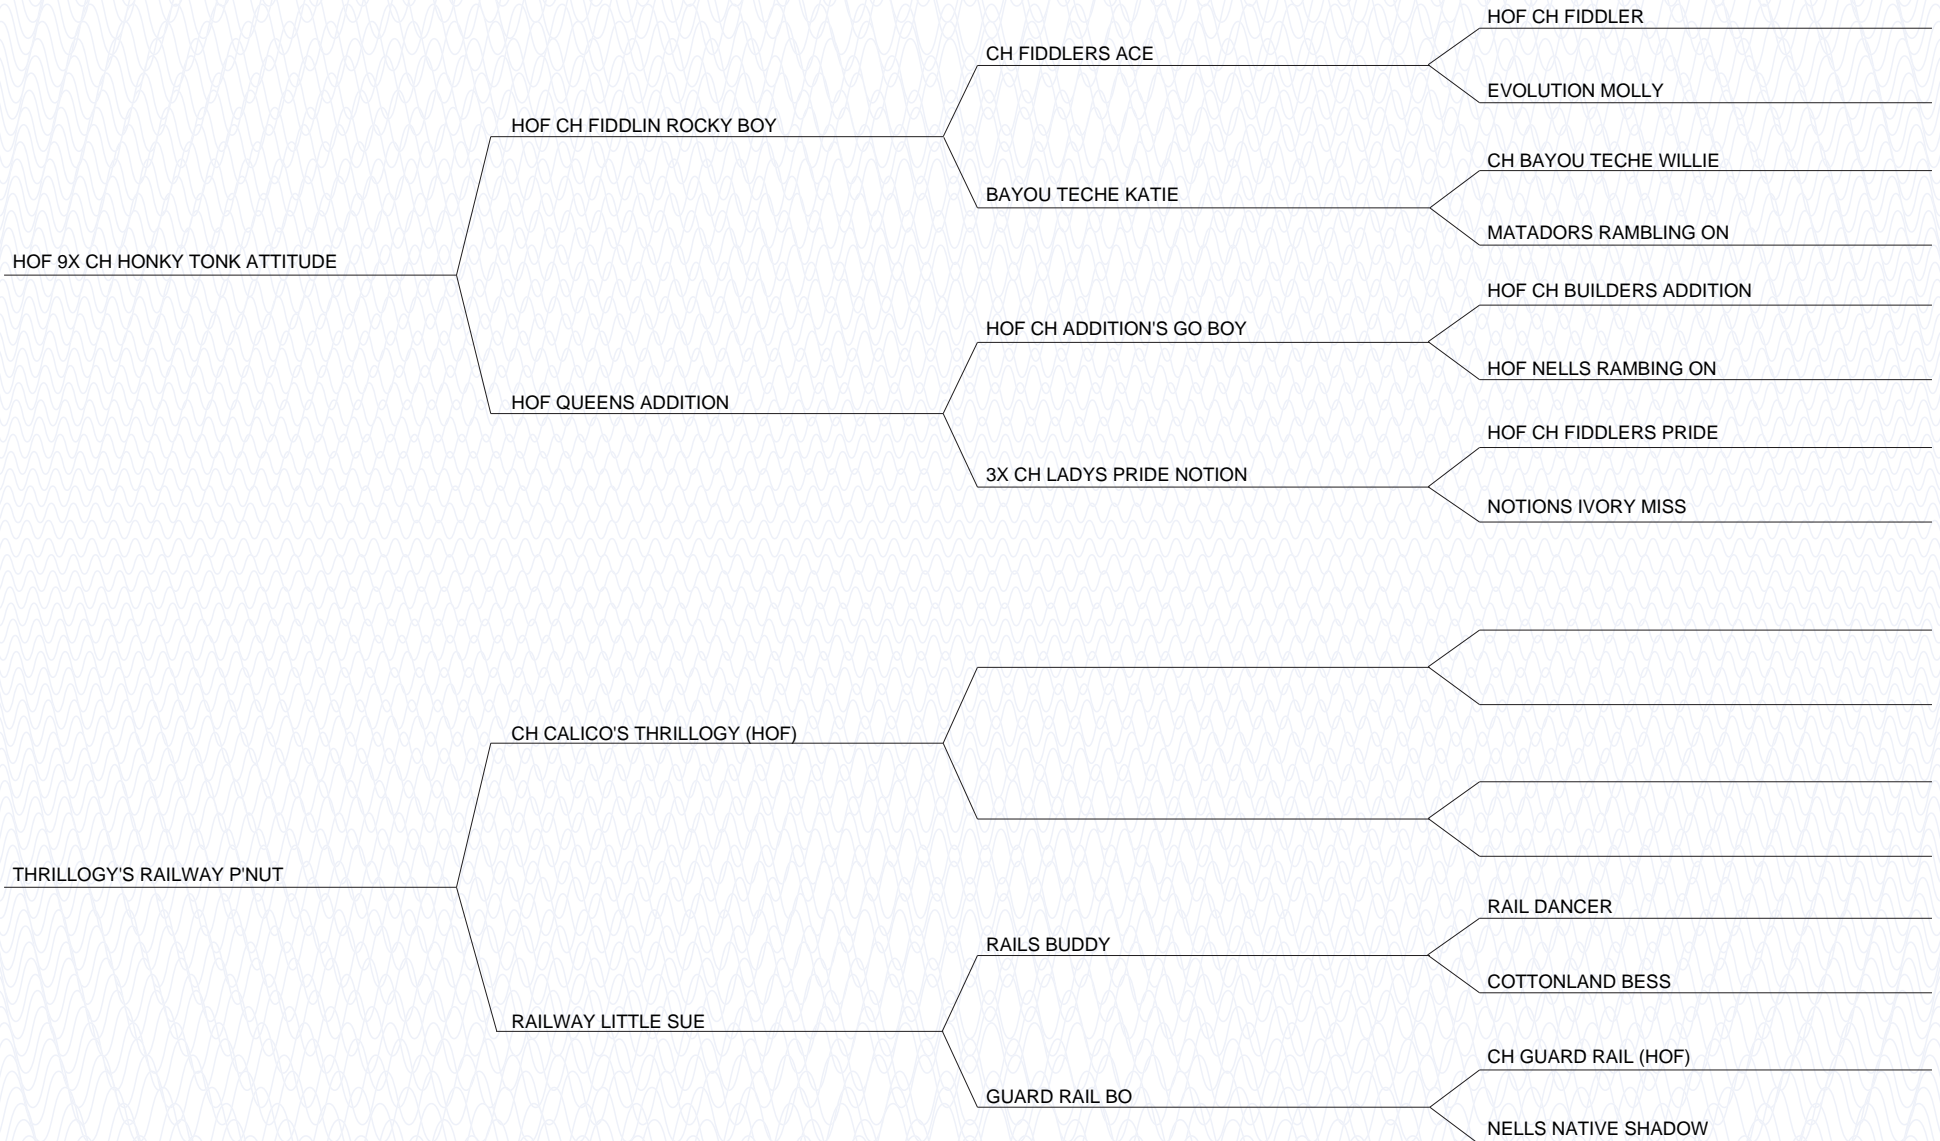 HOF CH FIDDLER
CH FIDDLERS ACE
EVOLUTION MOLLY
HOF CH FIDDLIN ROCKY BOY
CH BAYOU TECHE WILLIE
BAYOU TECHE KATIE
MATADORS RAMBLING ON
HOF 9X CH HONKY TONK ATTITUDE
HOF CH BUILDERS ADDITION
HOF CH ADDITION'S GO BOY
HOF NELLS RAMBING ON
HOF QUEENS ADDITION
HOF CH FIDDLERS PRIDE
3X CH LADYS PRIDE NOTION
NOTIONS IVORY MISS
CH CALICO'S THRILLOGY (HOF)
THRILLOGY'S RAILWAY P'NUT
RAIL DANCER
RAILS BUDDY
COTTONLAND BESS
RAILWAY LITTLE SUE
CH GUARD RAIL (HOF)
GUARD RAIL BO
NELLS NATIVE SHADOW